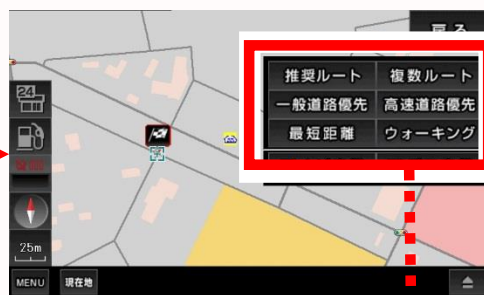 戻る
推奨ルート 複数ルート
一般道路優先 高速道路優先
最短距離 ウォーキング
24
25m
MENU 現在地